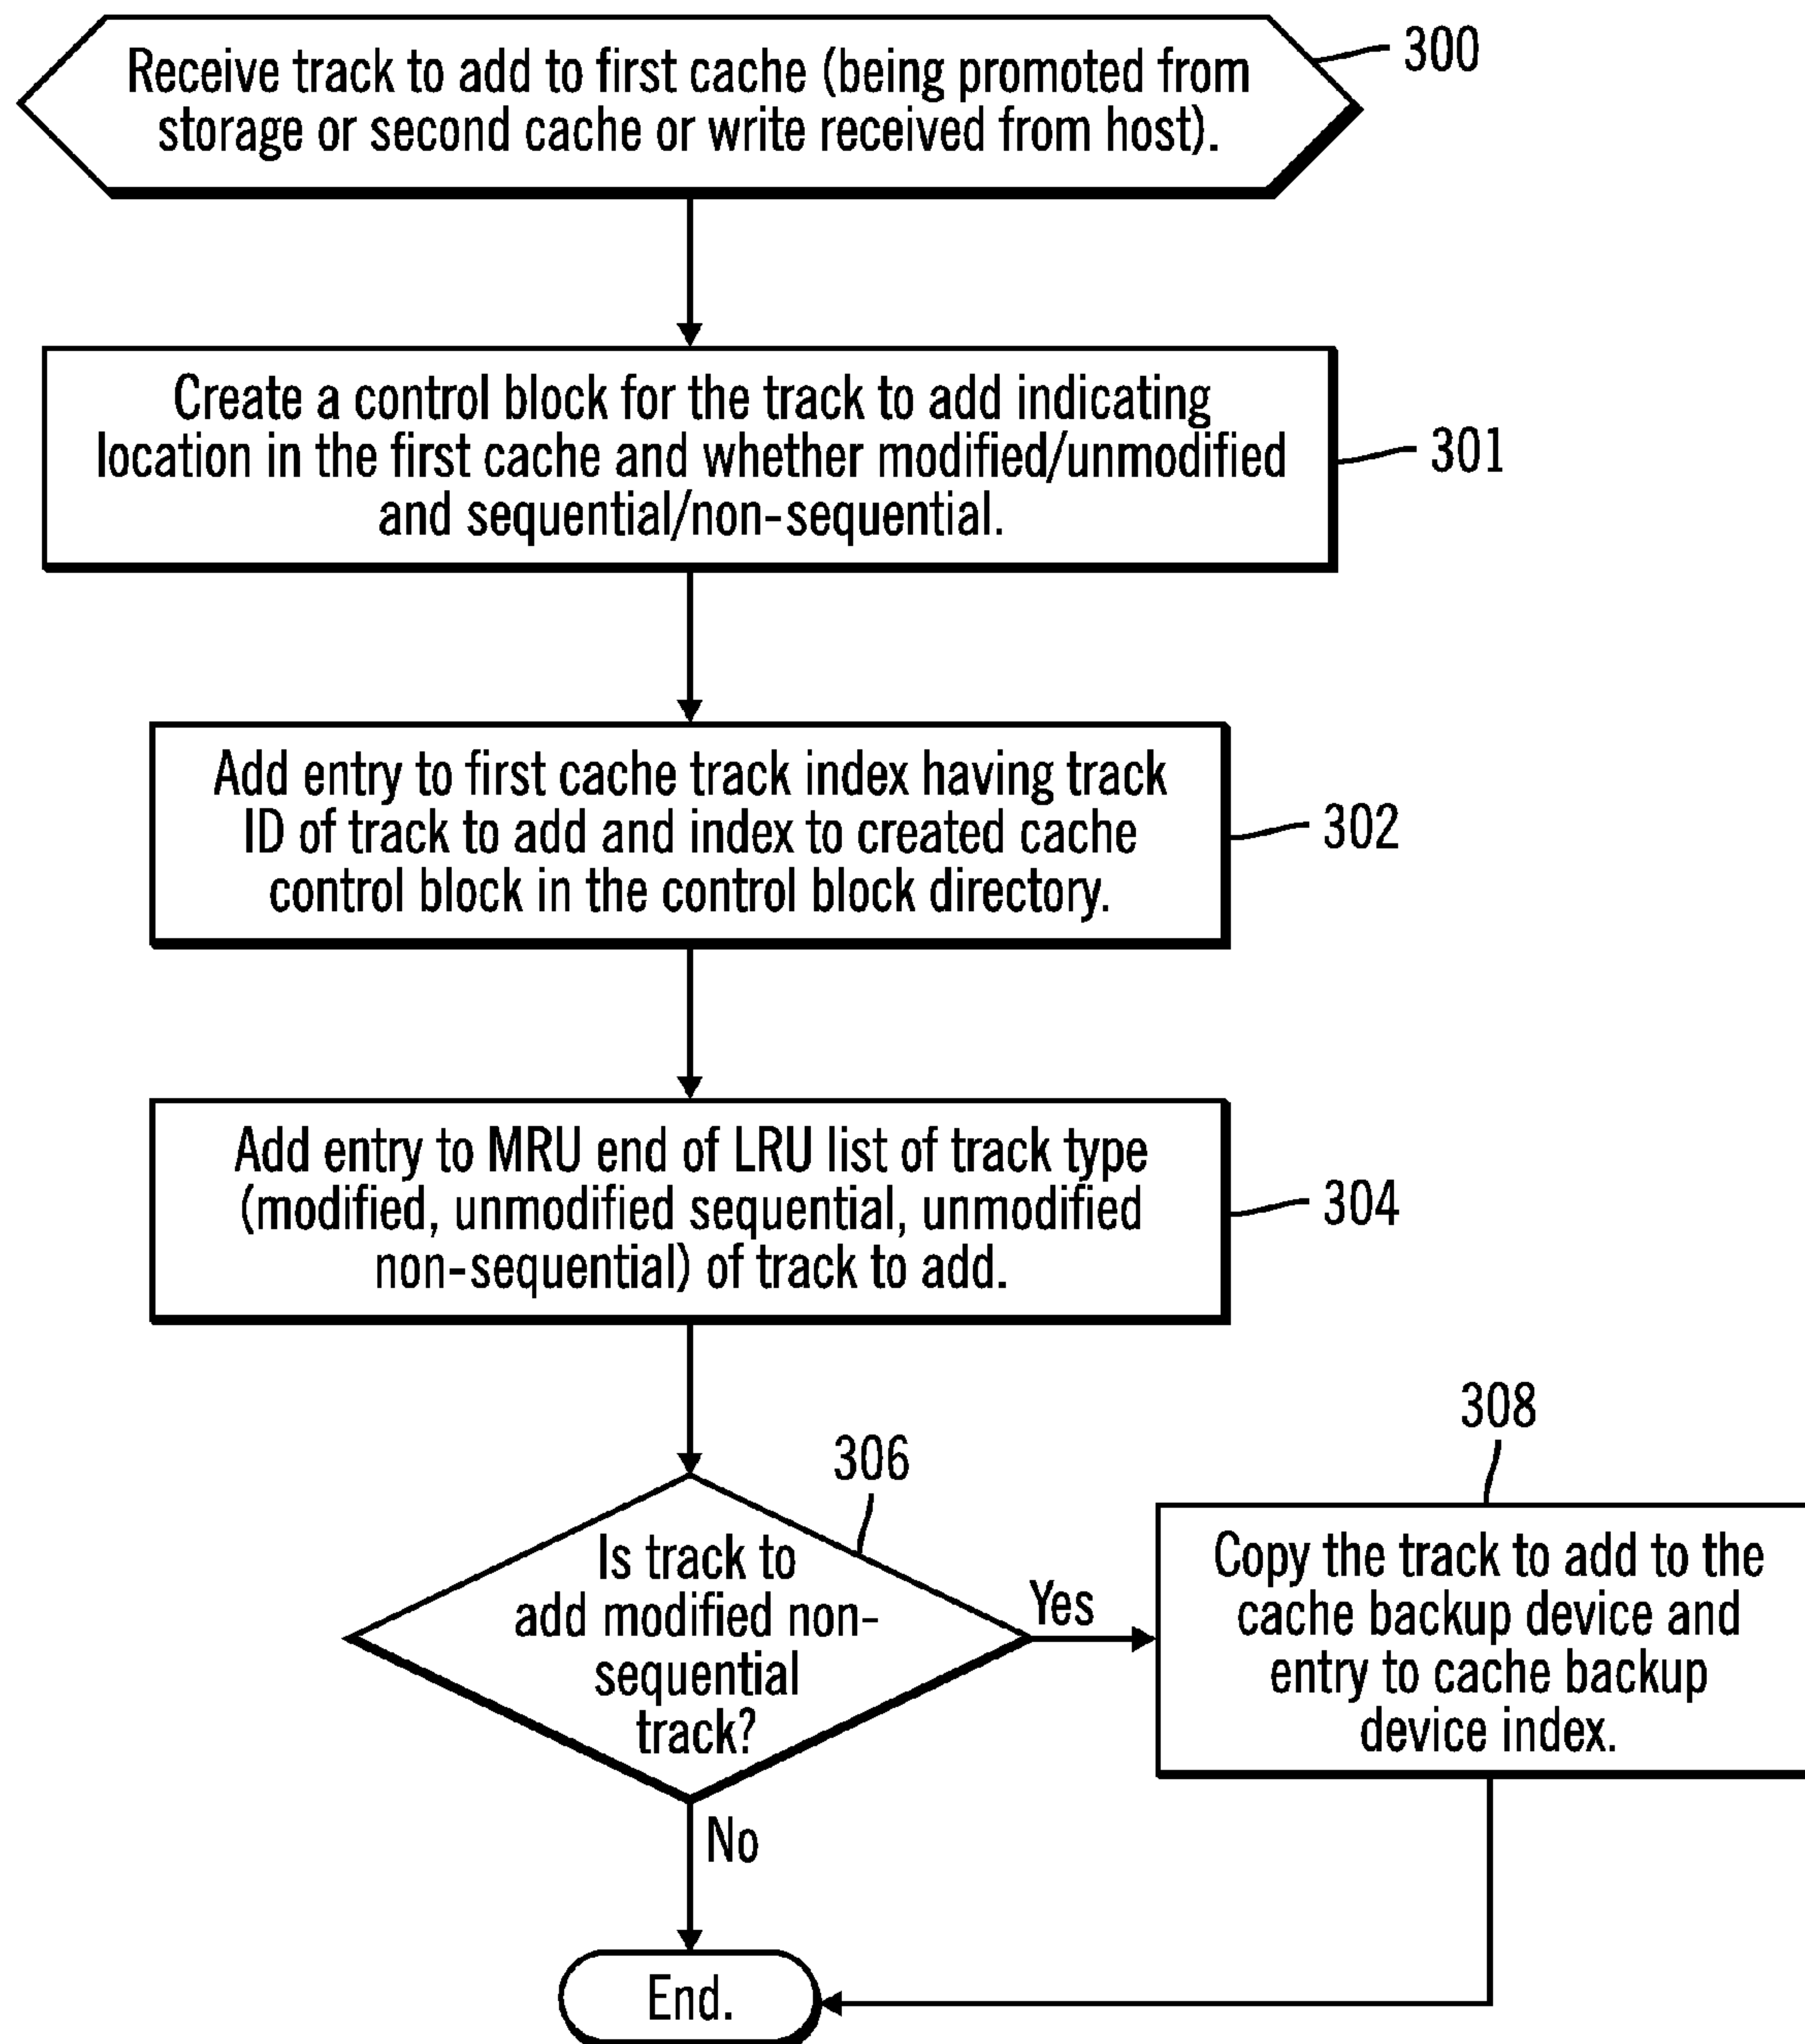 Receive track to add to first cache (being promoted from
storage or second cache or write received from host).
300
Create a control block for the track to add indicating
location in the first cache and whether modified/unmodified
and sequential/non-sequential.
301
Add entry to first cache track index having track
ID of track to add and index to created cache
control block in the control block directory.
302
Add entry to MRU end of LRU list of track type
(modified, unmodified sequential, unmodified
non-sequential) of track to add.
304
306
Is track to
add modified non-
sequential
track?
Yes
308
Copy the track to add to the
cache backup device and
entry to cache backup
device index.
No
End.